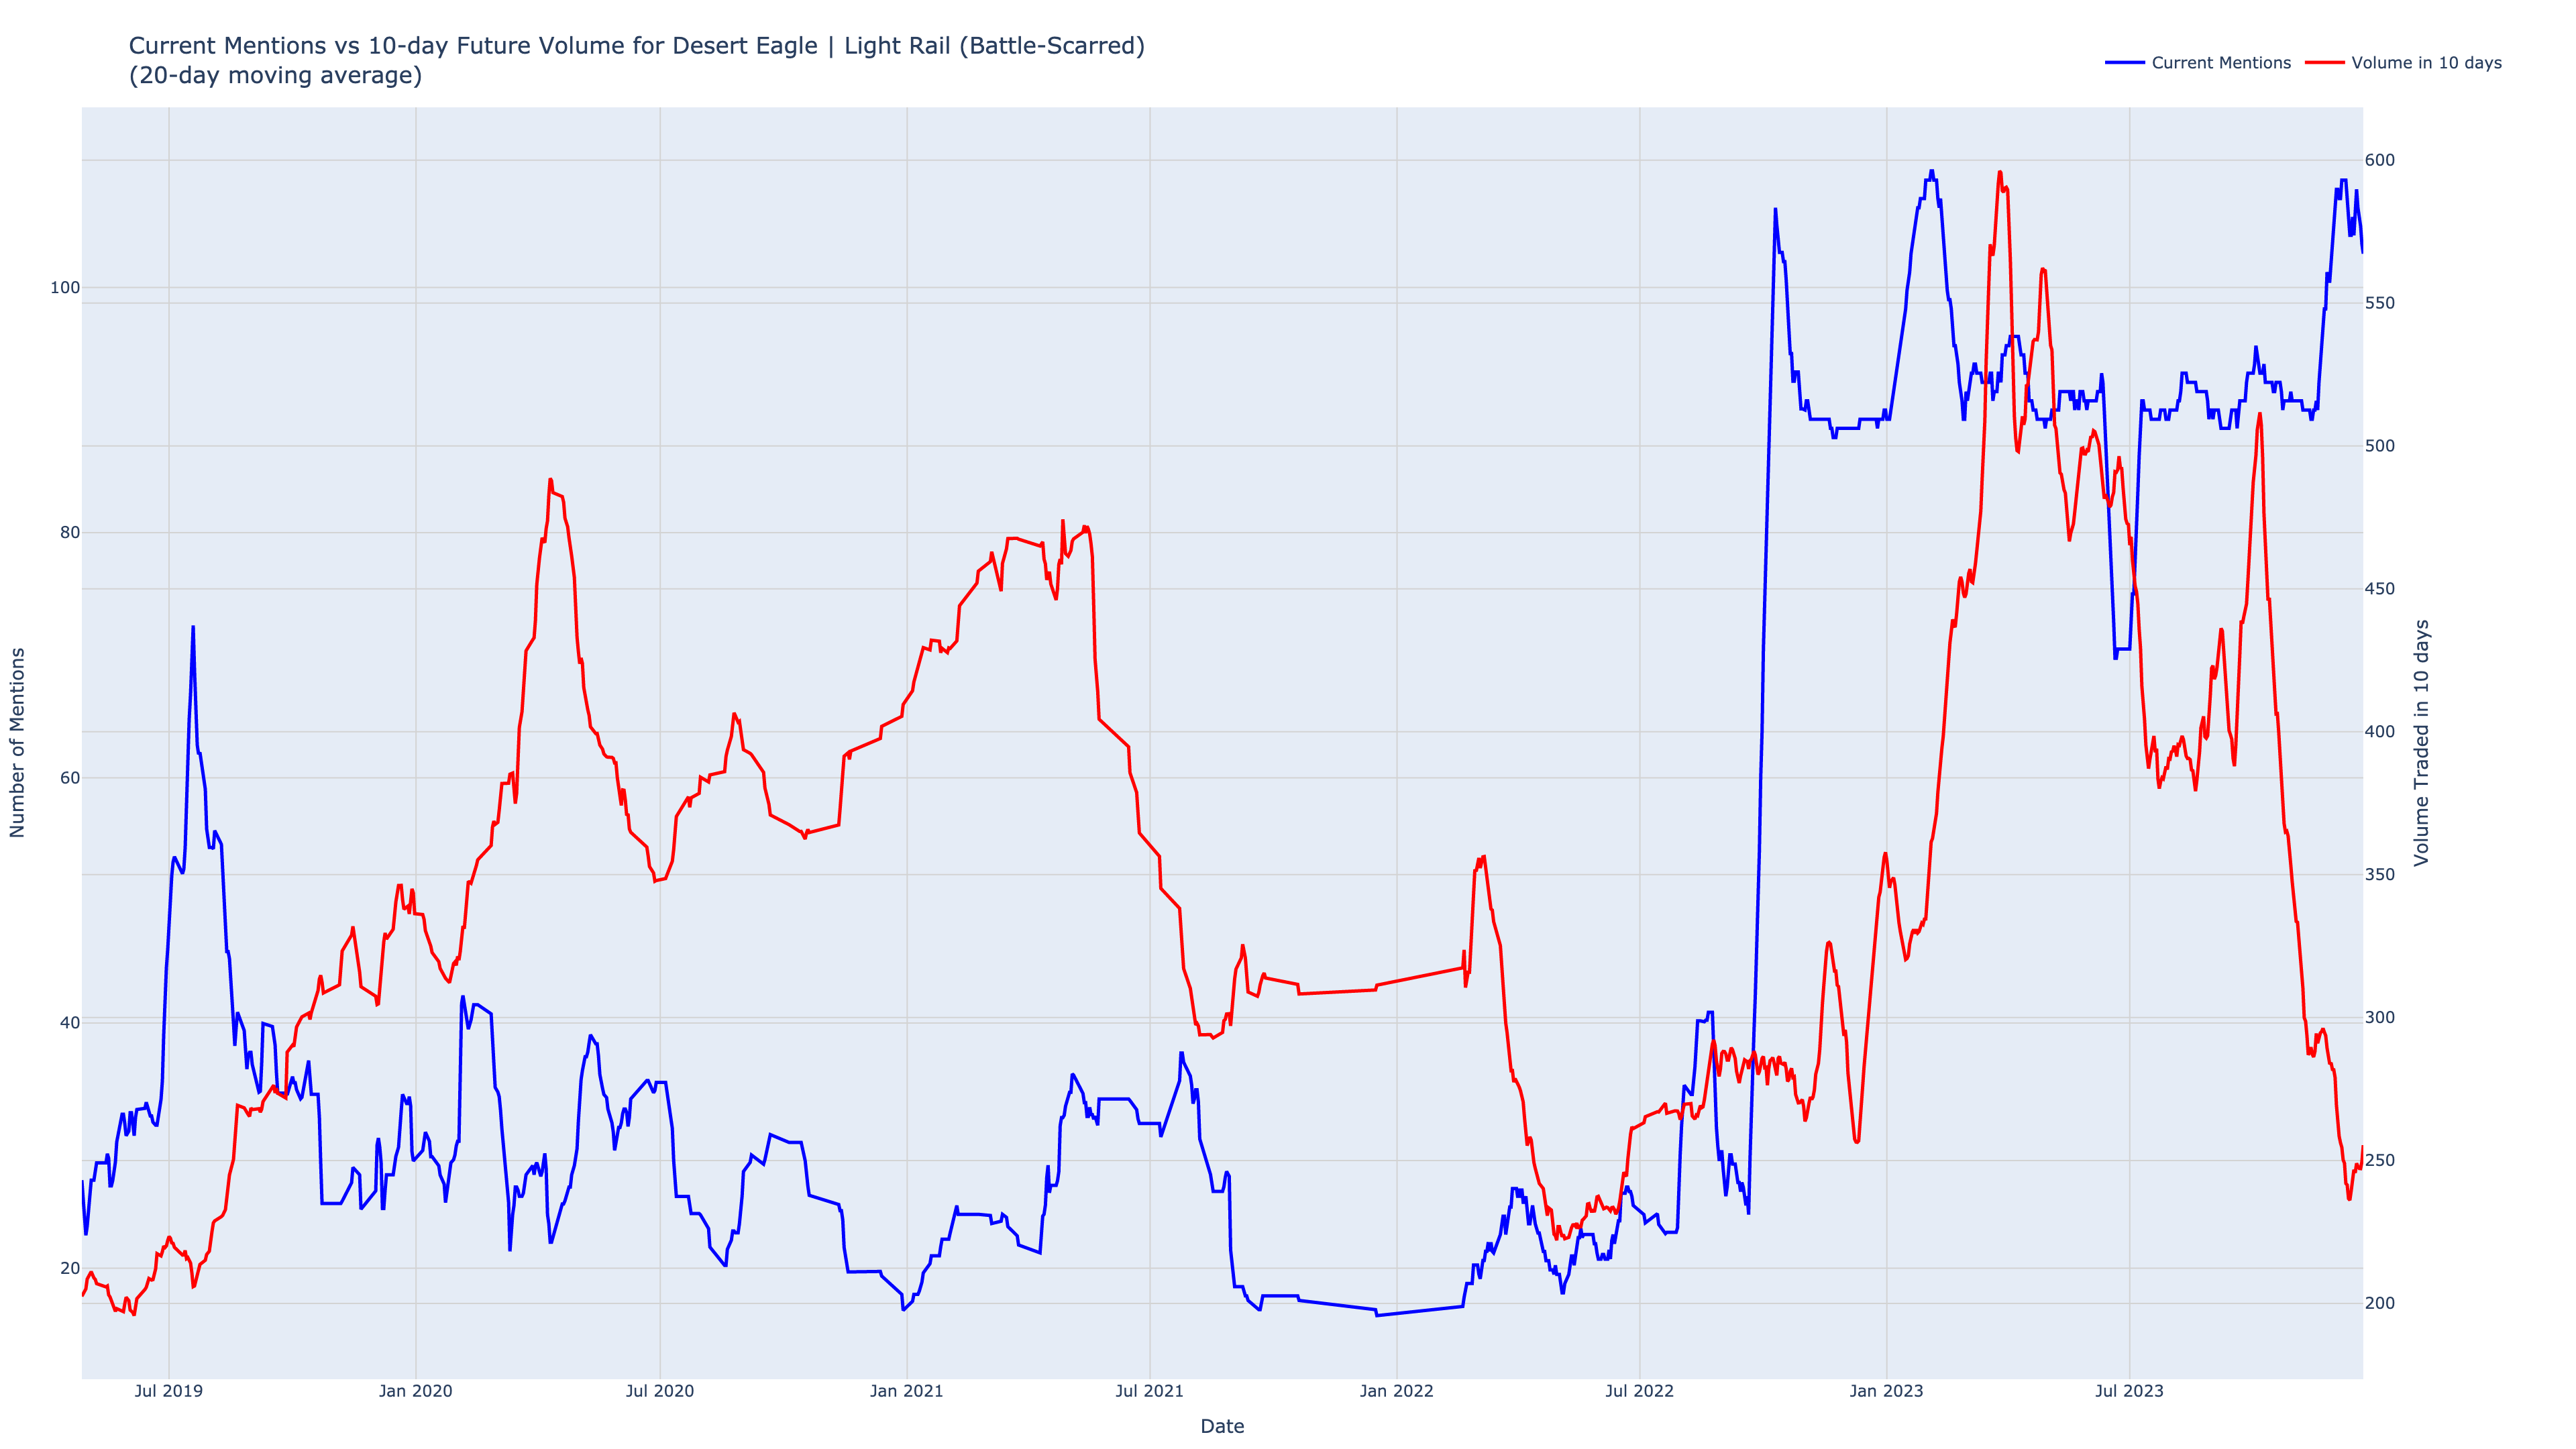 Current Mentions vs 10-day Future Volume for Desert Eagle | Light Rail (Battle-Scarred)
(20-day moving average)
Current Mentions
Volume in 10 days
Number of Mentions
100
80
60
40
20
600
550
500
450
400
350
300
250
200
Volume Traded in 10 days
Jul 2019
Jan 2020
Jul 2020
Jan 2021
Jul 2021
Jan 2022
Jul 2022
Jan 2023
Jul 2023
Date